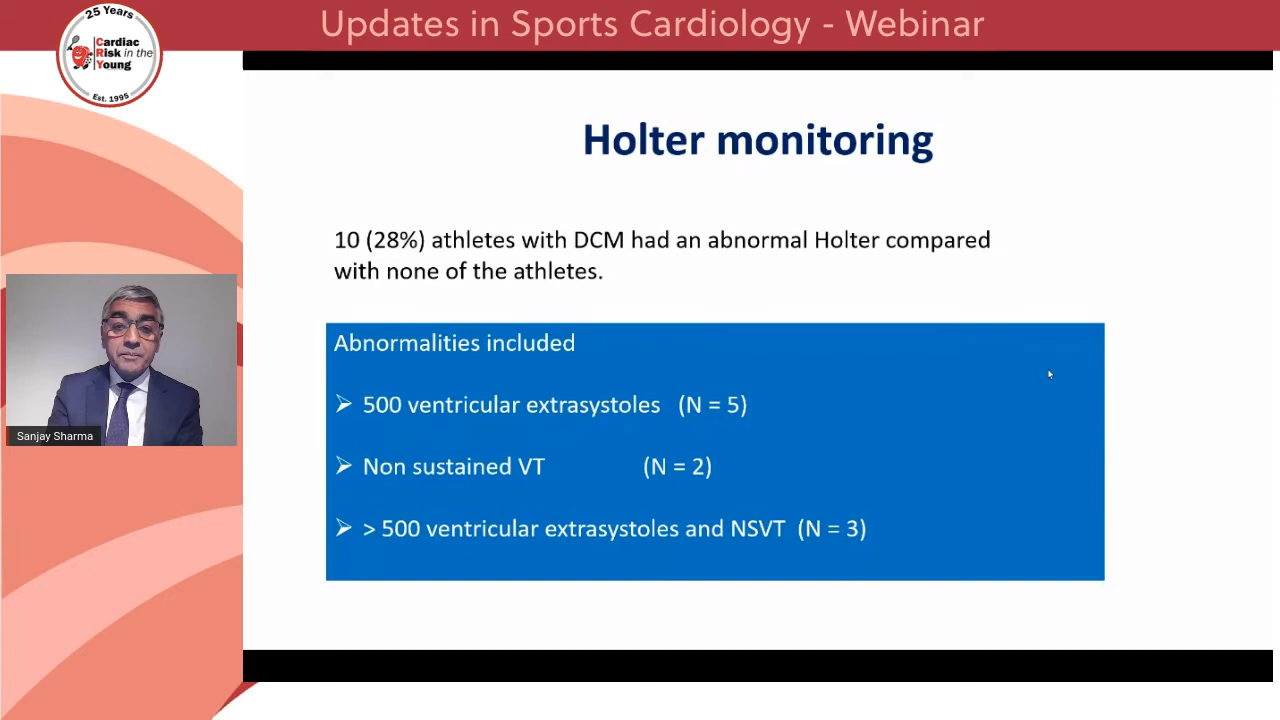 Updates in Sports Cardiology - Webinar
25 Years
Cardiac
Risk in the
Young
Est. 1995
Holter monitoring
10 (28%) athletes with DCM had an abnormal Holter compared
with none of the athletes.
Abnormalities included
➢ 500 ventricular extrasystoles (N = 5)
➢ Non sustained VT (N = 2)
➢ > 500 ventricular extrasystoles and NSVT (N = 3)
Sanjay Sharma